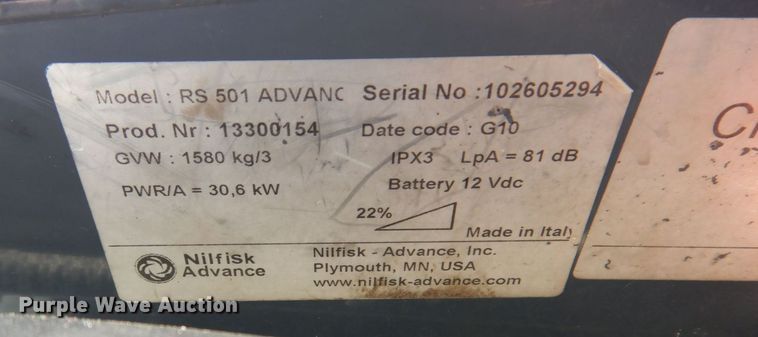 Model : RS 501 ADVANC Serial No :102605294
Prod. Nr : 13300154 Date code : G10
GVW : 1580 kg/3 IPX3 LpA = 81 dB
PWR/A = 30,6 kW Battery 12 Vdc
22%
Made in Italy
Nilfisk Advance
Nilfisk - Advance, Inc.
Plymouth, MN, USA
www.nilfisk-advance.com
Purple Wave Auction